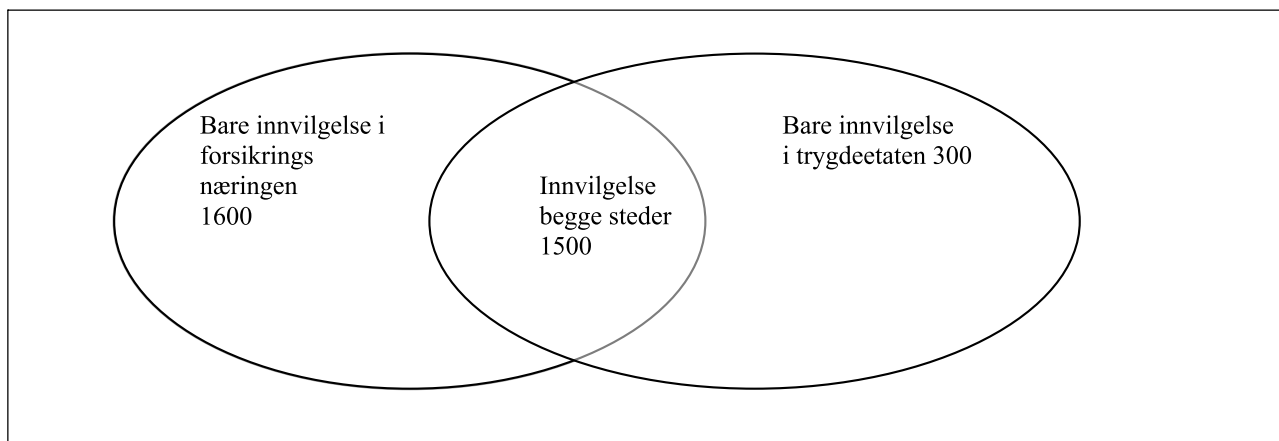 Bare innvilgelse i
forsikrings
næringen
1600
Innvilgelse
begge steder
1500
Bare innvilgelse
i trygdeetaten 300